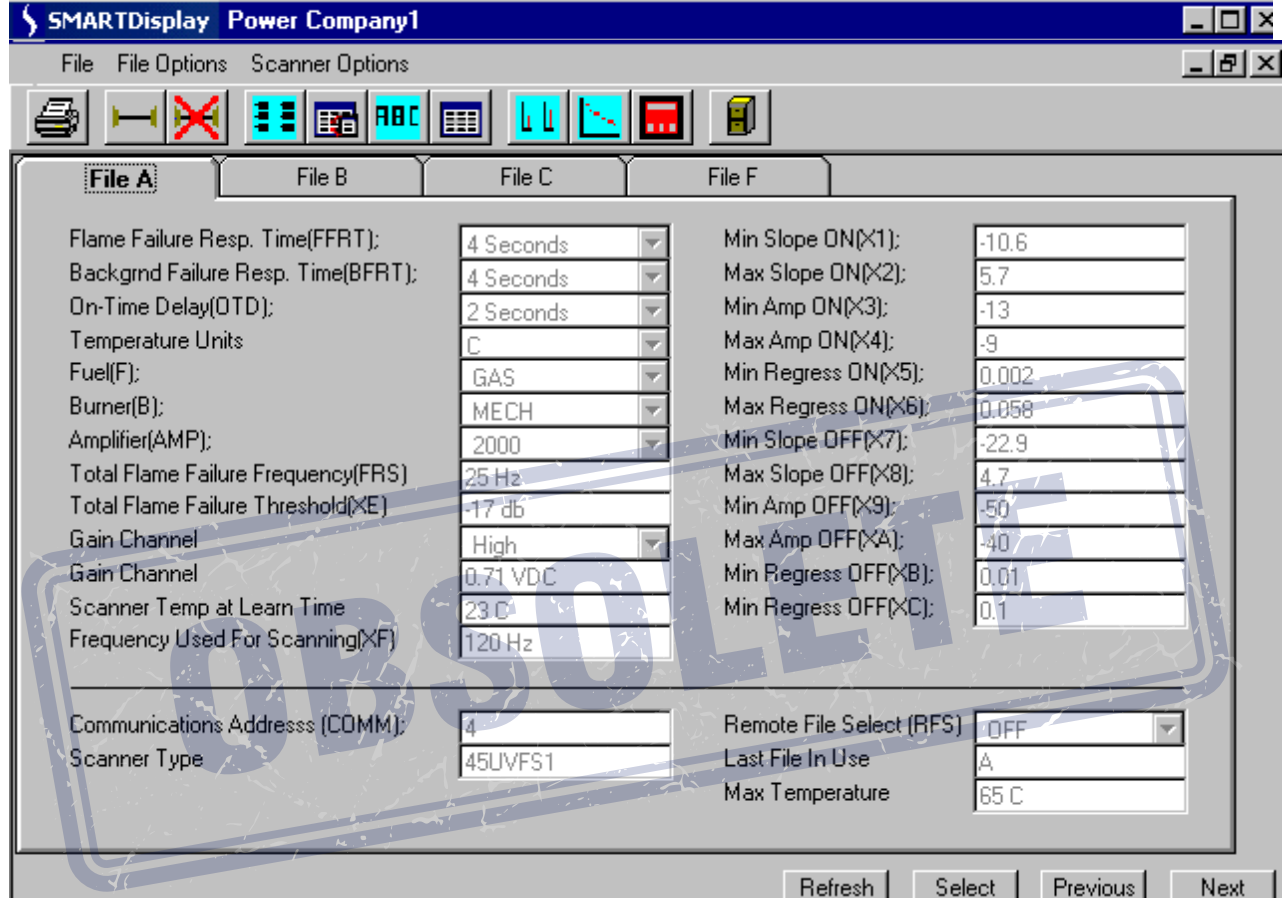 SMARTDisplay Power Company1
File File Options Scanner Options
ABC
File A File B File C File F
Flame Failure Resp. Time(FFRT); 4 Seconds
Backgrnd Failure Resp. Time(BFRT); 4 Seconds
On-Time Delay(OTD); 2 Seconds
Temperature Units C
Fuel(F); GAS
Burner(B); MECH
Amplifier(AMP); 2000
Total Flame Failure Frequency(FRS) 25 Hz
Total Flame Failure Threshold(XE) -17 db
Gain Channel High
Gain Channel 0.71 VDC
Scanner Temp at Learn Time 23 C
Frequency Used For Scanning(XF) 120 Hz
Min Slope ON(X1); -10.6
Max Slope ON(X2); 5.7
Min Amp ON(X3); -13
Max Amp ON(X4); -9
Min Regress ON(X5); 0.002
Max Regress ON(X6); 0.058
Min Slope OFF(X7); -22.9
Max Slope OFF(X8); 4.7
Min Amp OFF(X9); -50
Max Amp OFF(XA); -40
Min Regress OFF(XB); 0.01
Min Regress OFF(XC); 0.1
Communications Addresss (COMM); 4
Scanner Type 45UVFS1
Remote File Select (RFS) OFF
Last File In Use A
Max Temperature 65 C
OBSOLETE
Refresh Select Previous Next